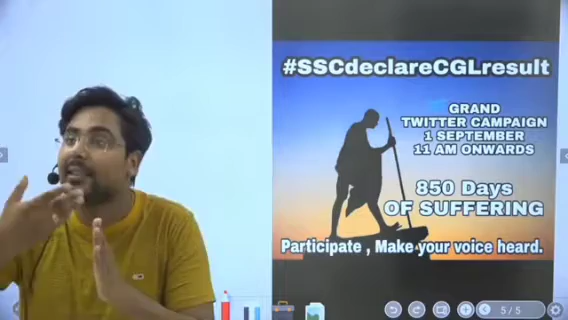 #SSCdeclareCGLresult
GRAND
TWITTER CAMPAIGN
1 SEPTEMBER
11 AM ONWARDS
850 Days
OF SUFFERING
Participate , Make your voice heard.
5/5